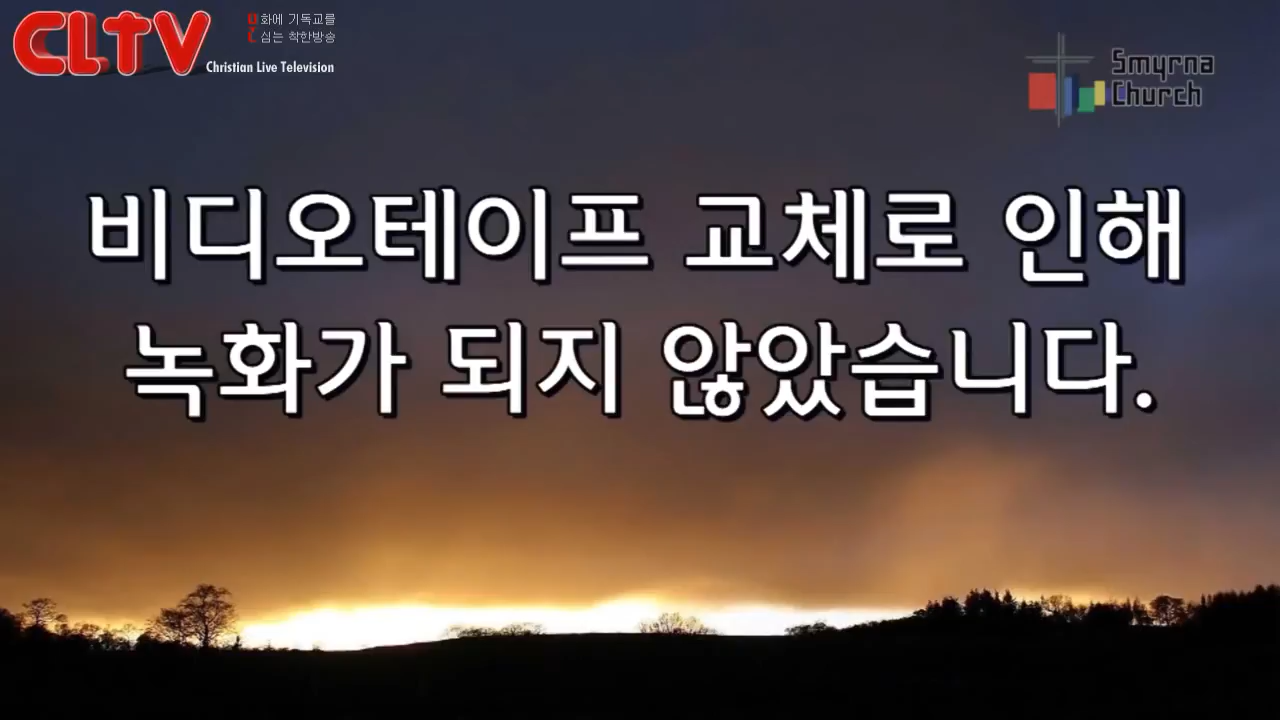 CLTV
화에 기독교를
심는 착한방송
Christian Live Television
Smyrna
Church
비디오테이프 교체로 인해
녹화가 되지 않았습니다.